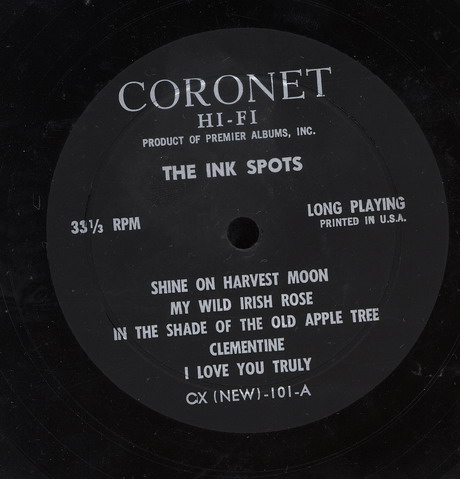 CORONET
HI-FI
PRODUCT OF PREMIER ALBUMS, INC.
THE INK SPOTS
33 1/3 RPM
LONG PLAYING
PRINTED IN U.S.A.
SHINE ON HARVEST MOON
MY WILD IRISH ROSE
IN THE SHADE OF THE OLD APPLE TREE
CLEMENTINE
I LOVE YOU TRULY
CX (NEW)-101-A